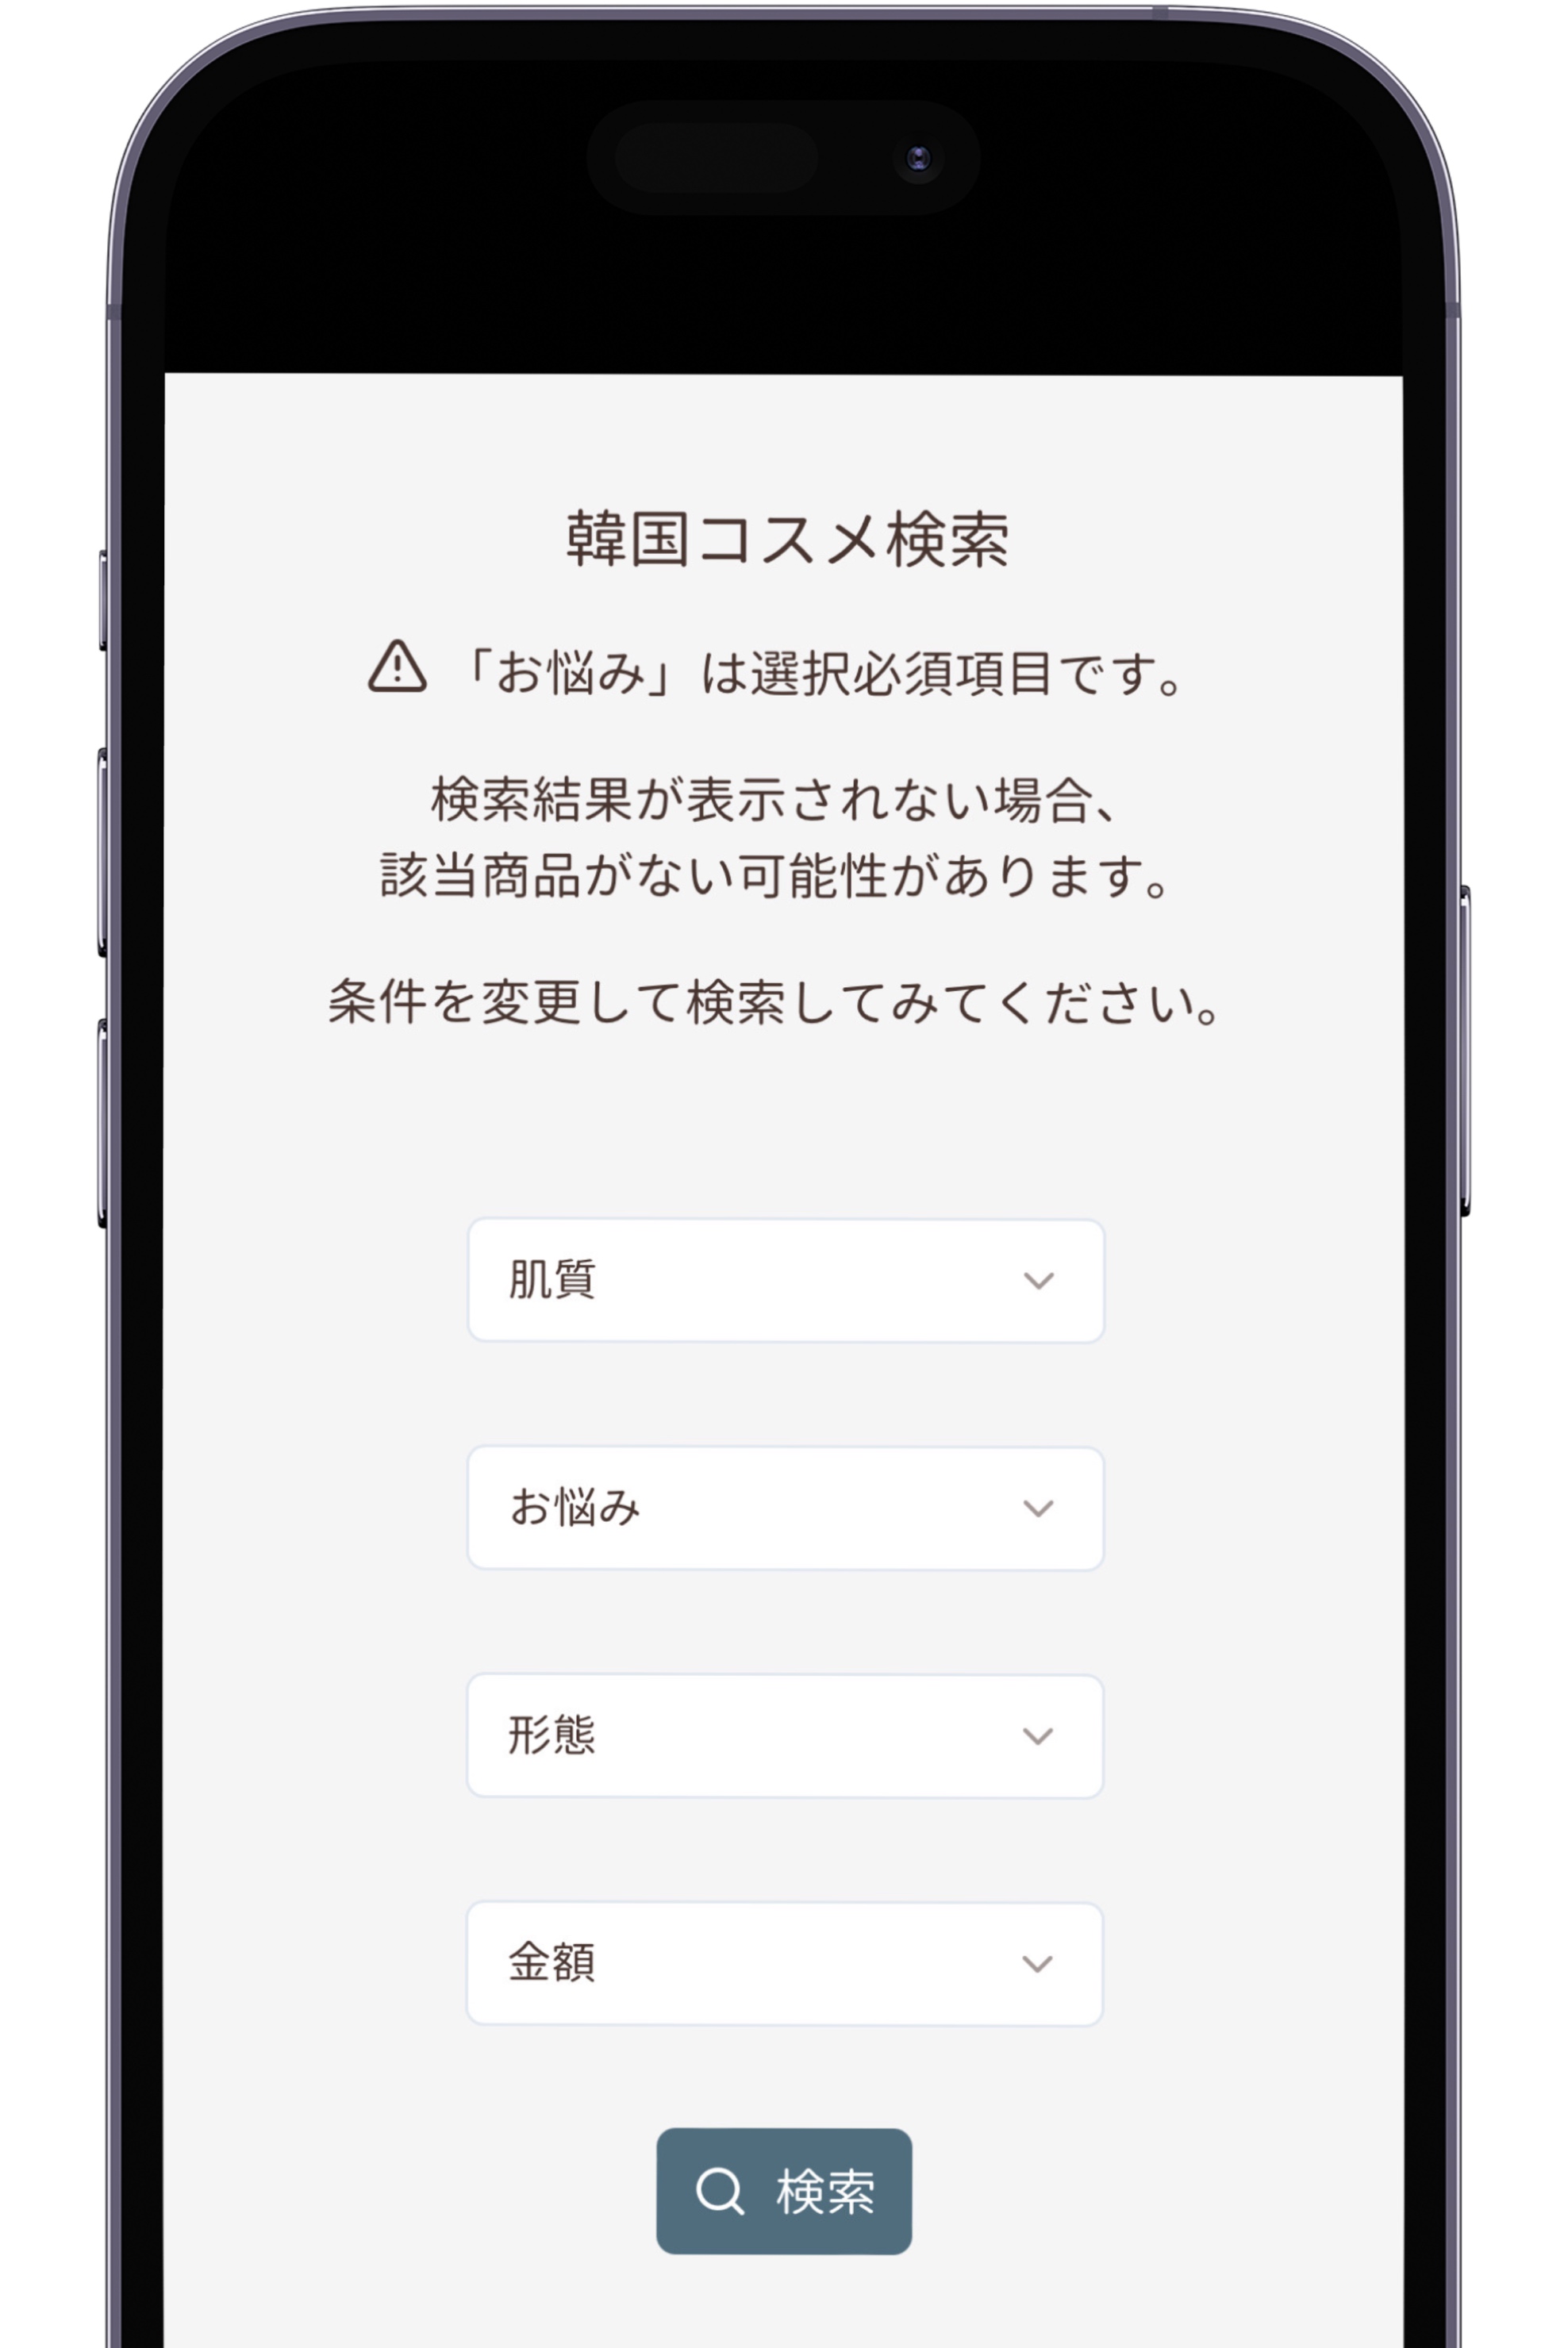 韓国コスメ検索
「お悩み」は選択必須項目です。
検索結果が表示されない場合、
該当商品がない可能性があります。
条件を変更して検索してみてください。
肌質
お悩み
形態
金額
検索